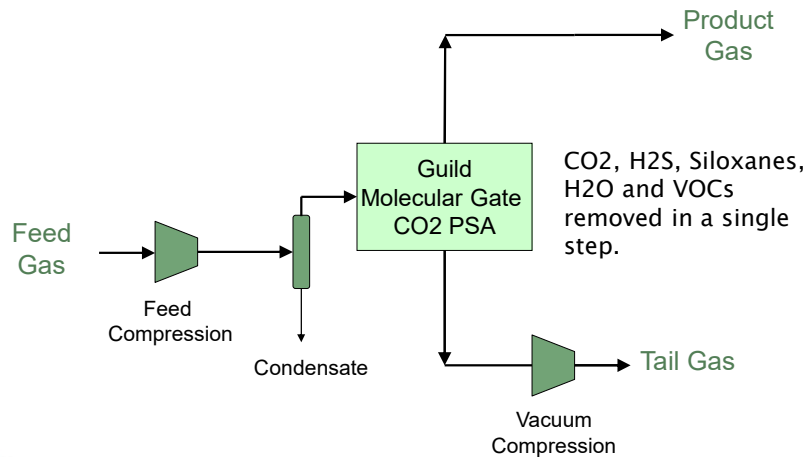 Product
Gas
Guild
Molecular Gate
CO2 PSA
CO2, H2S, Siloxanes,
H2O and VOCs
removed in a single
step.
Feed
Gas
Feed
Compression
Condensate
Tail Gas
Vacuum
Compression